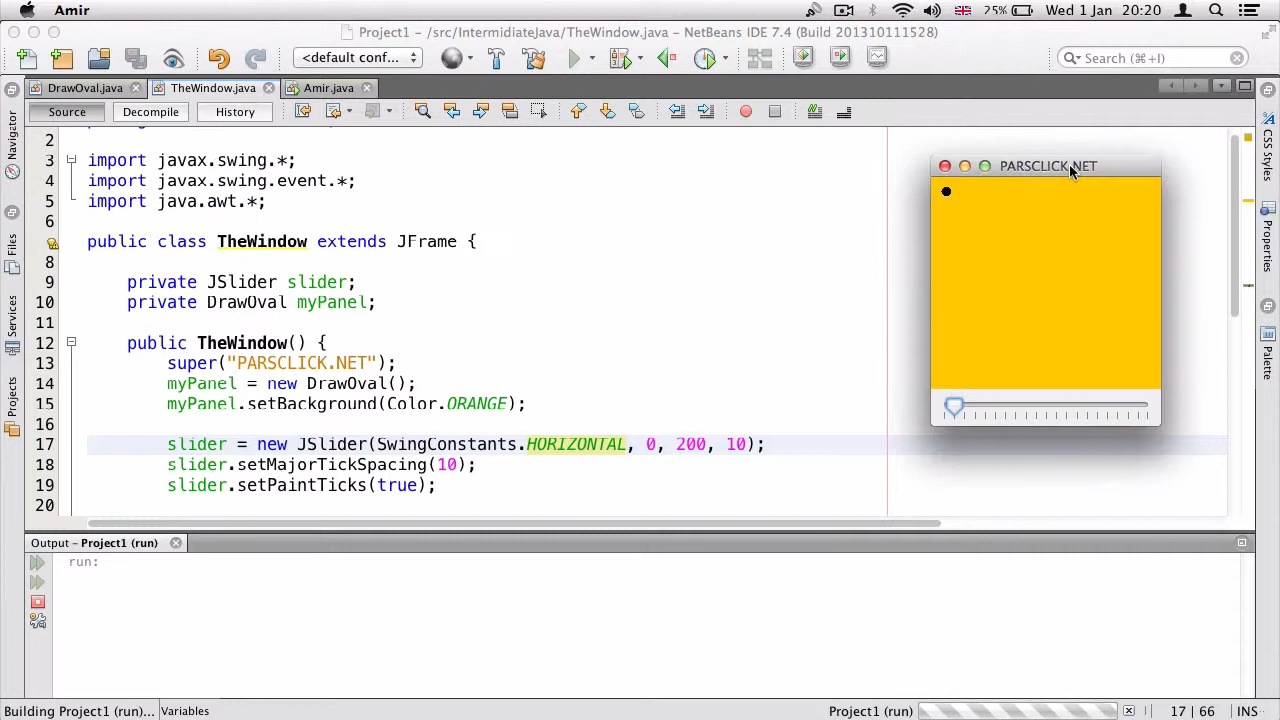 Amir 25% Wed 1 Jan 20:20
Project1 - /src/IntermidiateJava/TheWindow.java - NetBeans IDE 7.4 (Build 201310111528)
<default conf... Search (⌘+I)
DrawOval.java TheWindow.java Amir.java
Source Decompile History
Navigator
Files
Services
Projects
2
3 import javax.swing.*;
4 import javax.swing.event.*;
5 import java.awt.*;
6
public class TheWindow extends JFrame {
8
9 private JSlider slider;
10 private DrawOval myPanel;
11
12 public TheWindow() {
13 super("PARSCLICK.NET");
14 myPanel = new DrawOval();
15 myPanel.setBackground(Color.ORANGE);
16
17 slider = new JSlider(SwingConstants.HORIZONTAL, 0, 200, 10);
18 slider.setMajorTickSpacing(10);
19 slider.setPaintTicks(true);
20
PARSCLICK.NET
CSS Styles
Properties
Palette
Output - Project1 (run)
run:
Building Project1 (run)... Variables Project1 (run) 17 | 66 INS